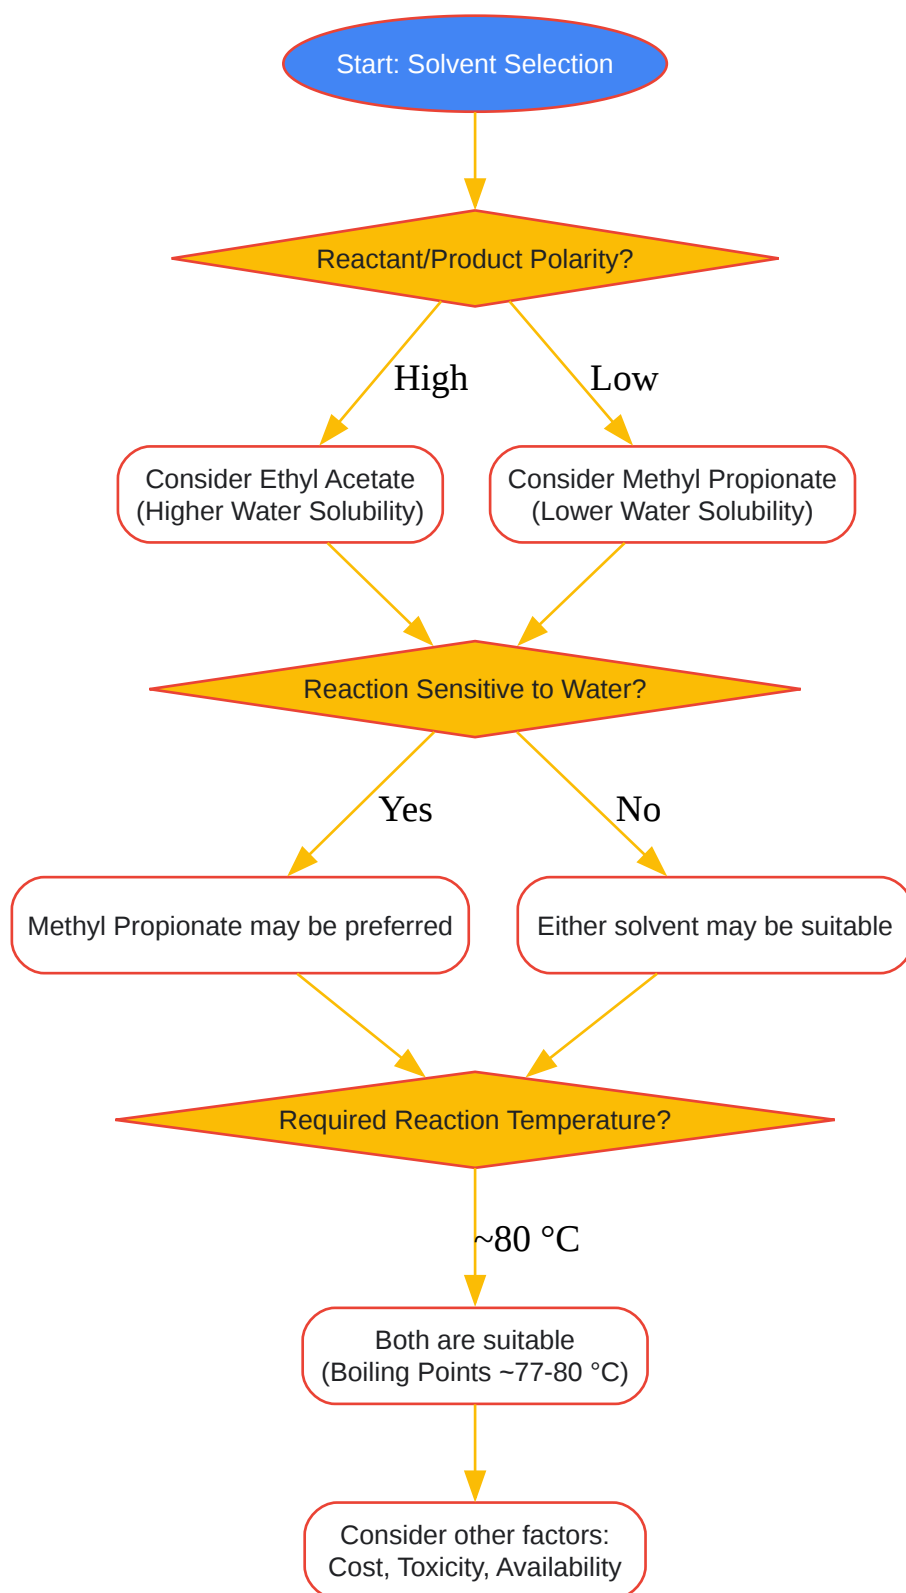 Start: Solvent Selection
Reactant/Product Polarity?
High
Low
Consider Ethyl Acetate
(Higher Water Solubility)
Consider Methyl Propionate
(Lower Water Solubility)
Reaction Sensitive to Water?
Yes
No
Methyl Propionate may be preferred
Either solvent may be suitable
Required Reaction Temperature?
~80 °C
Both are suitable
(Boiling Points ~77-80 °C)
Consider other factors:
Cost, Toxicity, Availability